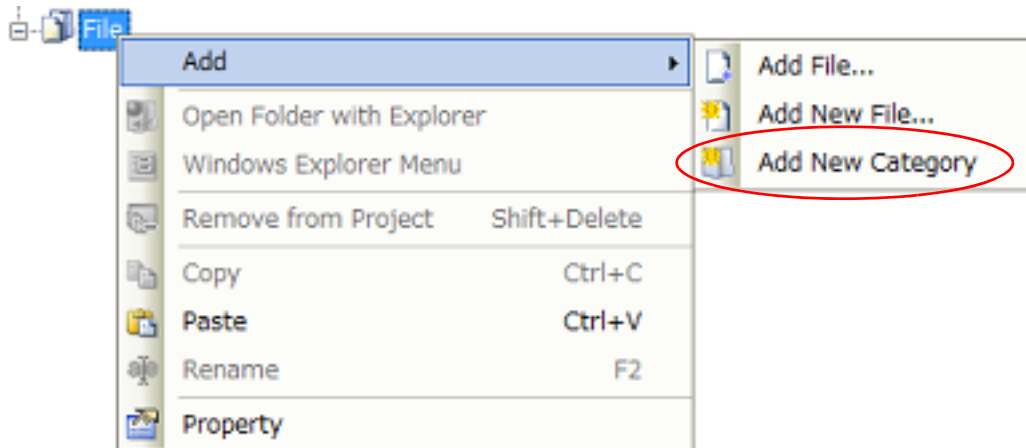 File
Add
Open Folder with Explorer
Windows Explorer Menu
Remove from Project Shift+Delete
Copy Ctrl+C
Paste Ctrl+V
Rename F2
Property
Add File...
Add New File...
Add New Category